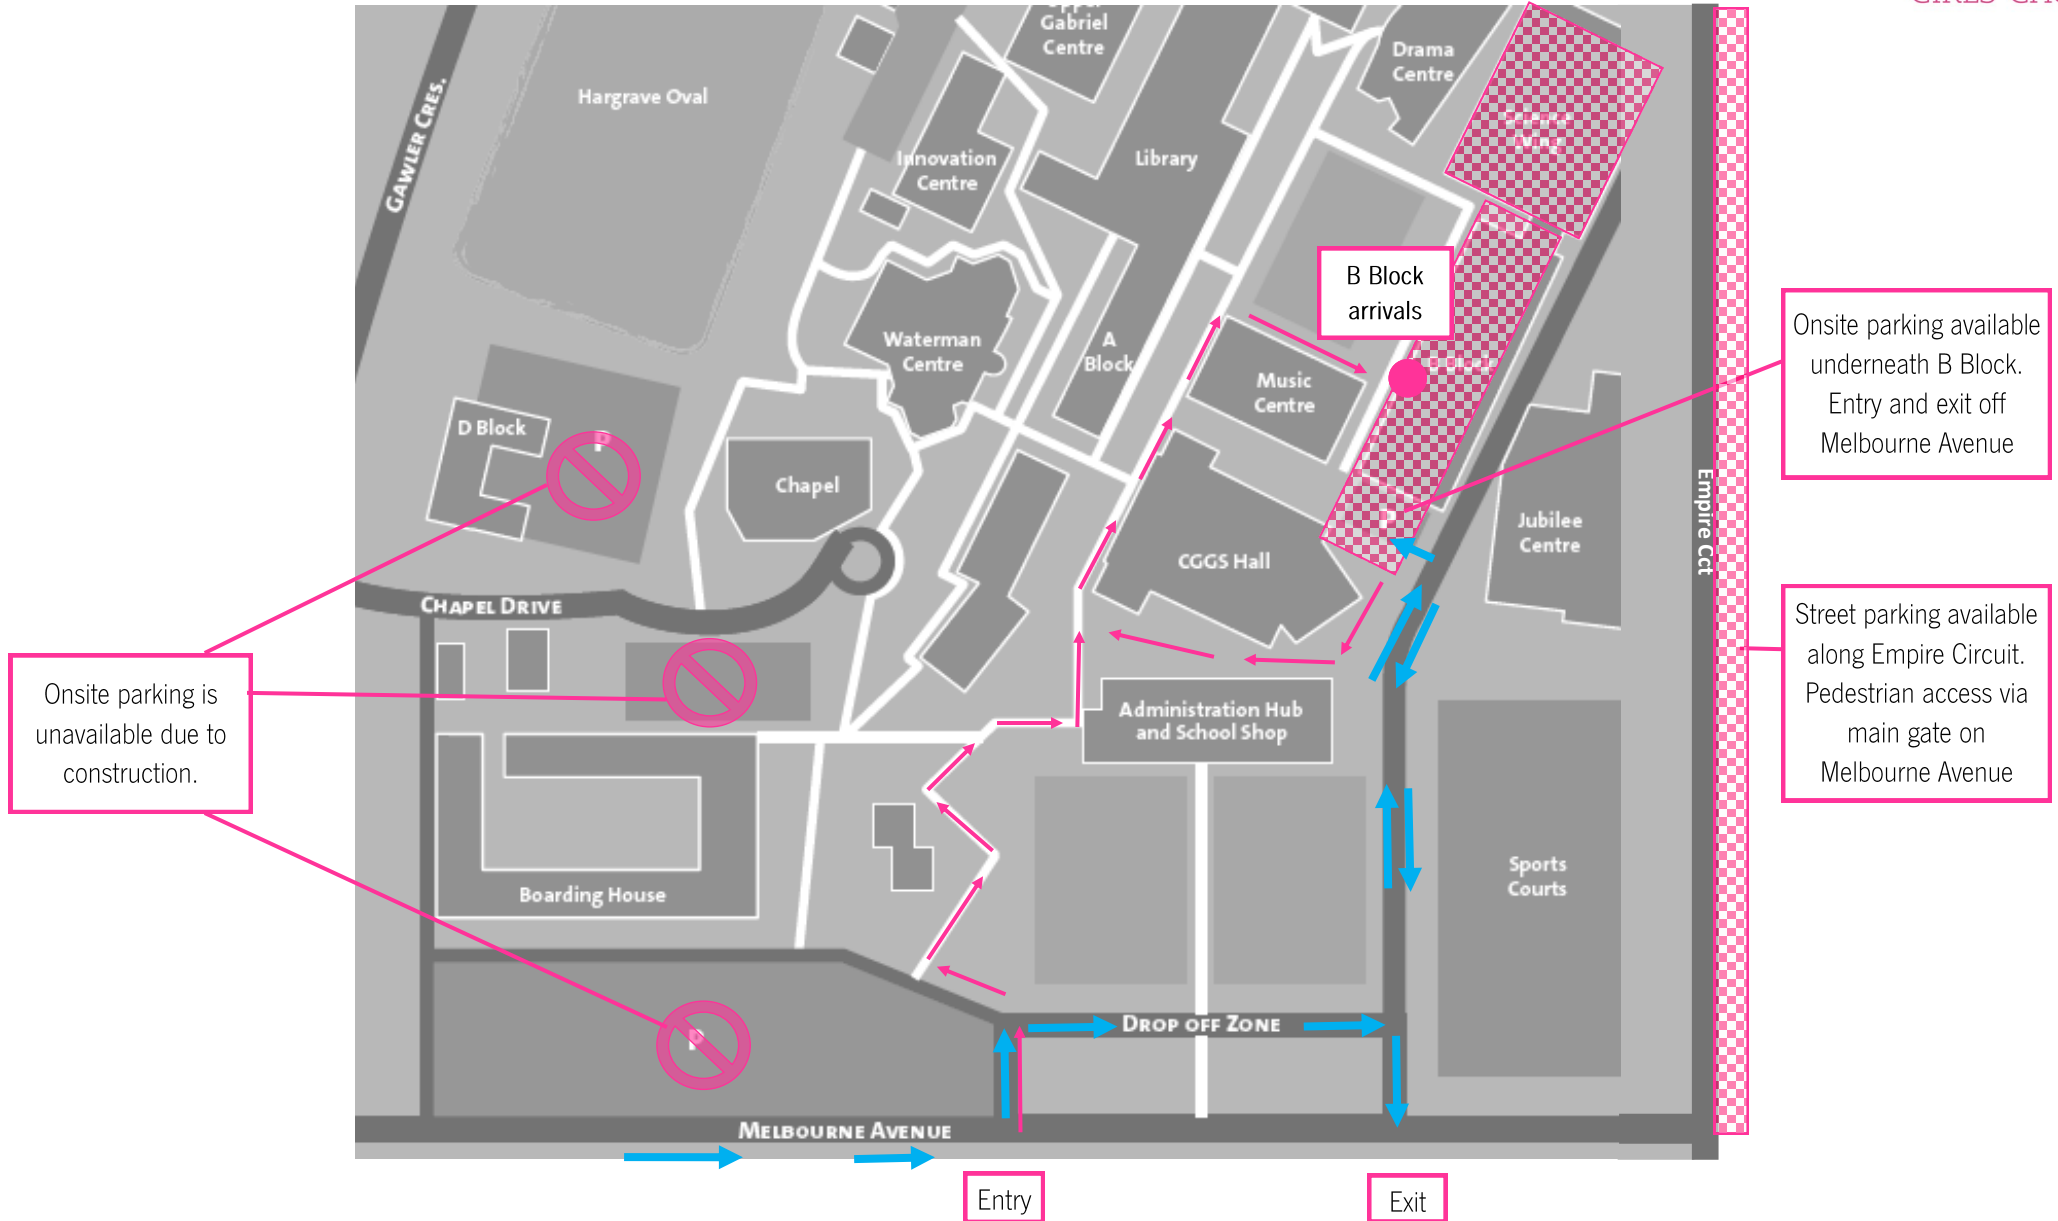 Gabriel
Centre
Drama
Centre
Hargrave Oval
GAWLER CRES.
Innovation
Centre
Library
B Block
arrivals
Onsite parking available
underneath B Block.
Entry and exit off
Melbourne Avenue
Waterman
Centre
A
Block
Music
Centre
D Block
P
Chapel
Empire Cct
Jubilee
Centre
P
CGGS Hall
CHAPEL DRIVE
Street parking available
along Empire Circuit.
Pedestrian access via
main gate on
Melbourne Avenue
Onsite parking is
unavailable due to
construction.
Administration Hub
and School Shop
Sports
Courts
Boarding House
DROP OFF ZONE
P
MELBOURNE AVENUE
Entry
Exit